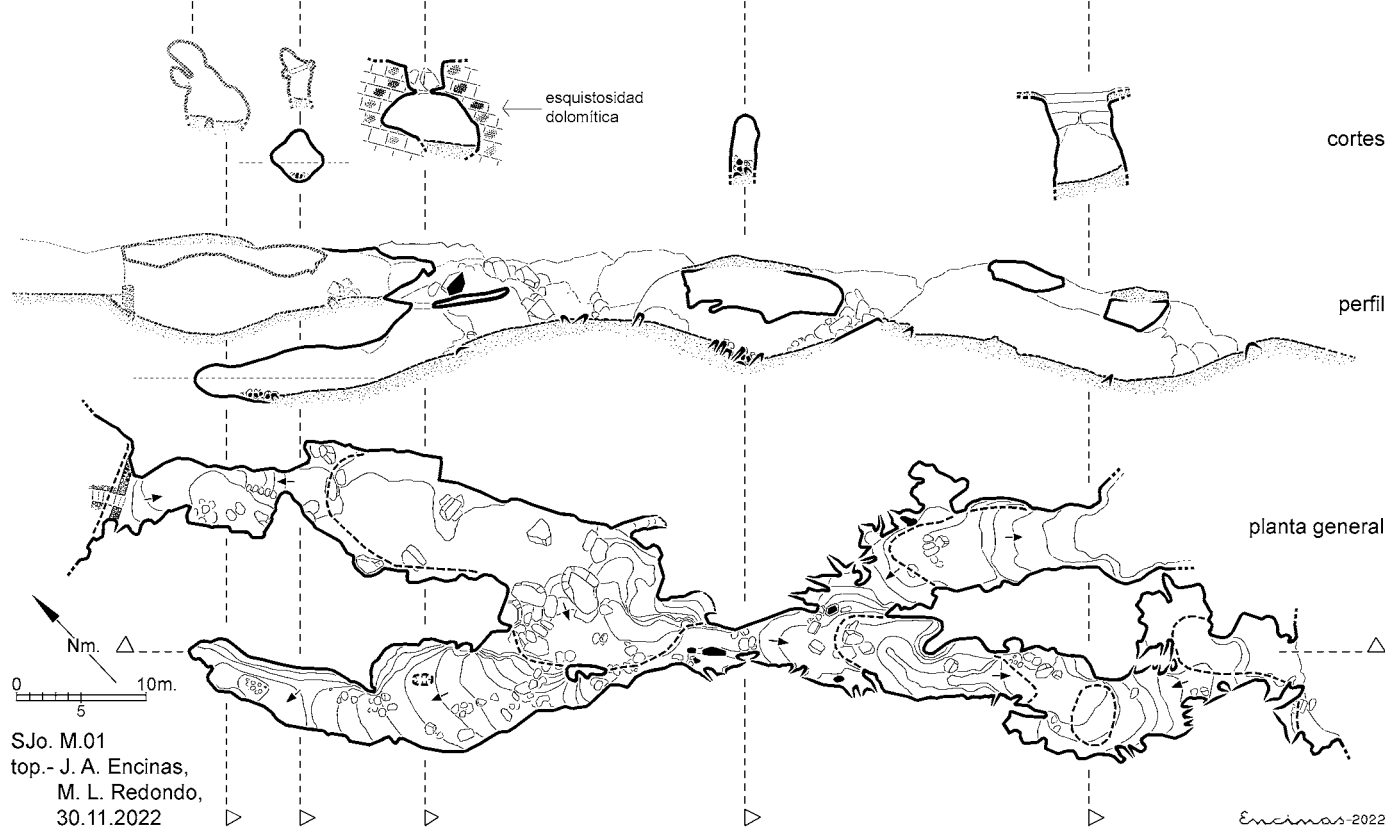 esquistosidad
dolomítica
cortes
perfil
planta general
Nm.
0 10m.
5
SJo. M.01
top.- J. A. Encinas,
M. L. Redondo,
30.11.2022
Encinas-2022